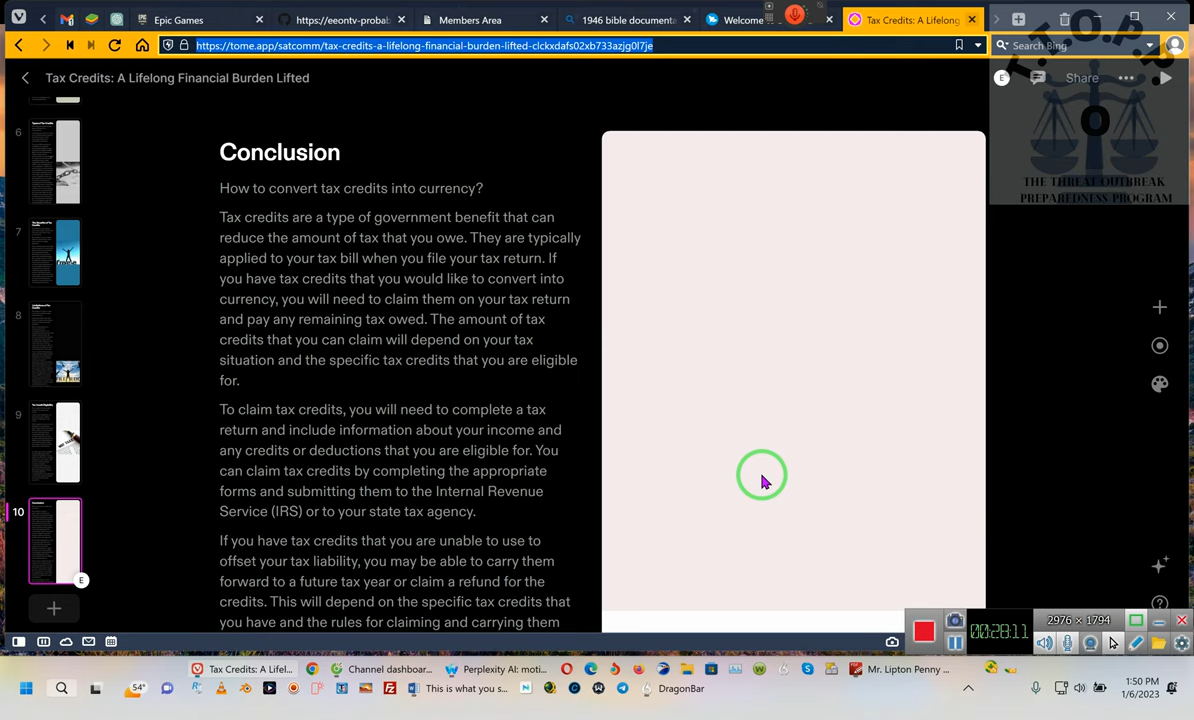 Epic Games
https://eeontv-probab
Members Area
1946 bible documenta
Welcome
Tax Credits: A Lifelong
https://tome.app/satcomm/tax-credits-a-lifelong-financial-burden-lifted-clckxdafs02xb733azjg0l7je
Search Bing
Tax Credits: A Lifelong Financial Burden Lifted
E
Share
T.T.O.P.P
O
THE THREAT OUTBREAK
PREPAREDNESS PROGRAM
6
7
8
9
10
E
Conclusion
How to convert tax credits into currency?
Tax credits are a type of government benefit that can
reduce the amount of tax that you owe. They are typically
applied to your tax bill when you file your tax return. If
you have tax credits that you would like to convert into
currency, you will need to claim them on your tax return
and pay any remaining tax owed. The amount of tax
credits that you can claim will depend on your tax
situation and the specific tax credits that you are eligible
for.
To claim tax credits, you will need to complete a tax
return and include information about your income and
any credits or deductions that you are eligible for. You
can claim tax credits by completing the appropriate
forms and submitting them to the Internal Revenue
Service (IRS) or to your state tax agency.
If you have tax credits that you are unable to use to
offset your tax liability, you may be able to carry them
forward to a future tax year or claim a refund for the
credits. This will depend on the specific tax credits that
you have and the rules for claiming and carrying them
00:28:11
2976 × 1794
Tax Credits: A Lifel...
Channel dashboar...
Perplexity AI: moti...
Mr. Lipton Penny ...
54°
This is what you s...
DragonBar
1:50 PM
1/6/2023